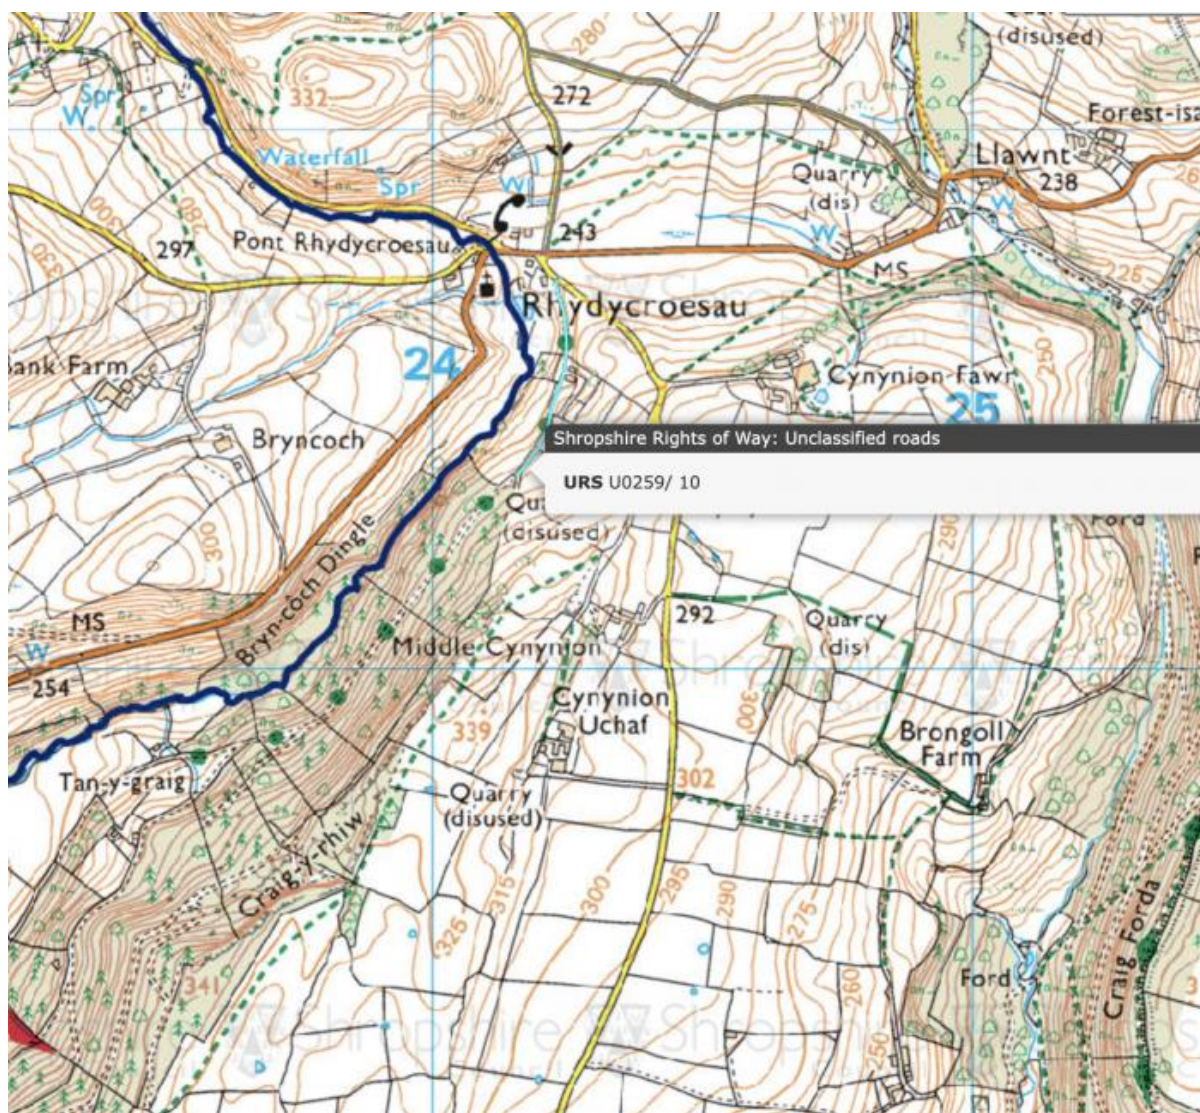 (disused)
280
332
272
Spr
W
Forest-isa
Waterfall
Spr
Llawnt
238
Quarry
(dis)
W
297
Pont Rhydycroesau
243
W
MS
225
280
300
330
Rhydycroesau
24
250
Bank Farm
Cynynion Fawr
25
Bryncoch
Shropshire Rights of Way: Unclassified roads
URS U0259/ 10
(disused)
Ford
290
300
Bryn-côch Dingle
MS
W
254
292
Quarry
(dis)
Middle Cynynion
Cynynion
Uchaf
300
339
Brongoll
Farm
Tan-y-graig
302
Quarry
(disused)
Craig-y-rhiw
315
300
295
290
275
325
341
Ford
Craig Forda
260
250
Shropshire